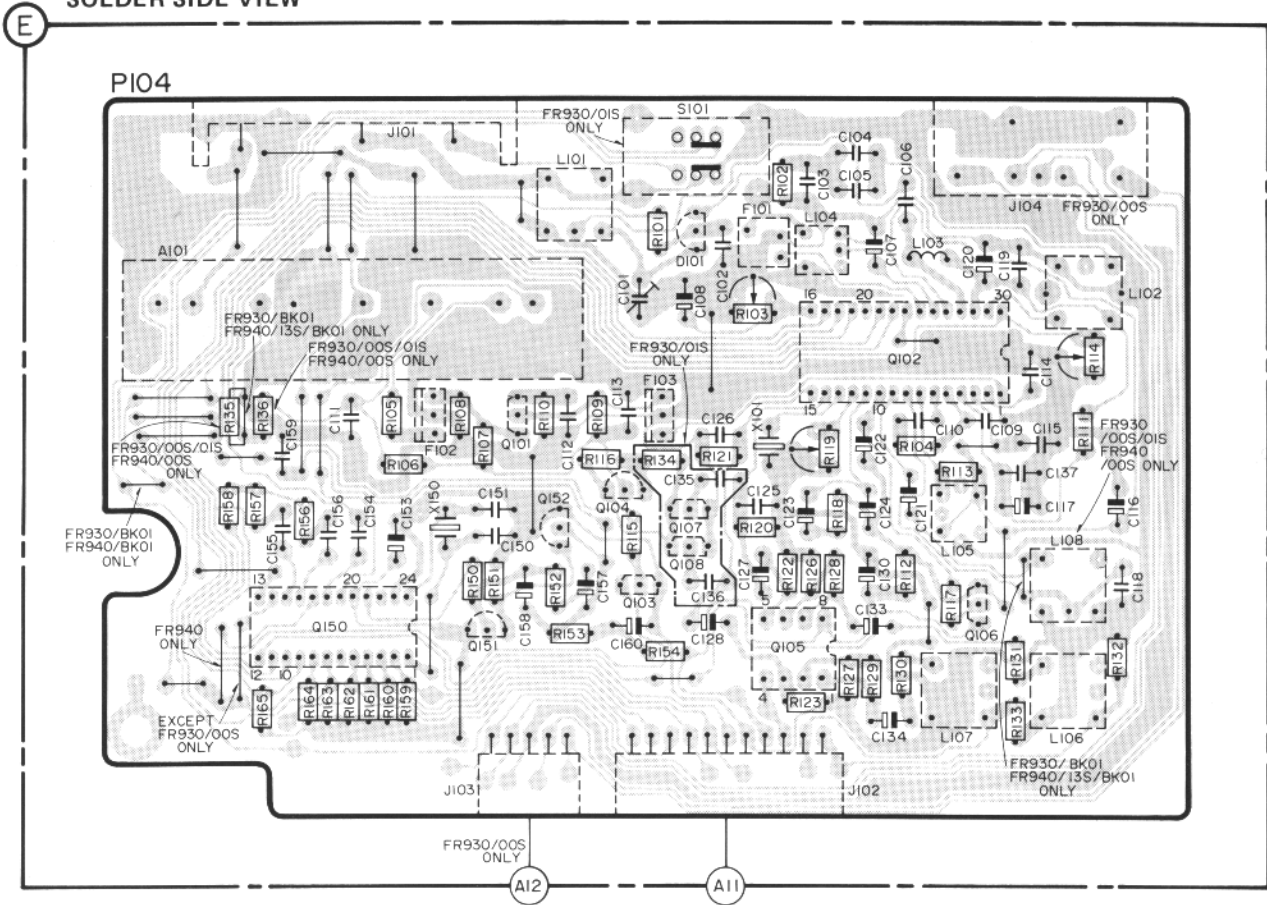 SOLDER SIDE VIEW
E
P104
J101
FR930/01S
ONLY
S101
L101
R102
C103
C104
C105
C106
J104
FR930/00S
ONLY
A101
R101
D101
C102
F101
L104
C107
L103
C120
C119
L102
C101
C108
R103
16
20
30
Q102
15
10
C114
R114
FR930/BK01
FR940/13S/BK01 ONLY
FR930/00S/01S
FR940/00S ONLY
FR930/01S
ONLY
R135
R136
C159
C111
R105
F102
R108
R107
Q101
R110
C112
R109
C113
F103
C126
X101
R119
C122
C110
R104
C109
C115
R111
FR930
/00S/01S
FR940
/00S ONLY
FR930/00S/01S
FR940/00S
ONLY
R106
R116
R134
R121
C135
R113
C137
R158
R157
C155
R156
C156
C154
C153
X150
C151
C150
Q152
Q104
R115
Q107
Q108
C125
R120
C123
R118
C124
C121
L105
C117
C116
L108
FR930/BK01
FR940/BK01
ONLY
13
20
24
Q150
12
10
R150
R151
Q151
C158
R152
C157
R153
Q103
C136
C127
R122
R126
R128
C130
R112
C118
C160
C128
R154
5
8
Q105
4
1
C133
R117
Q106
FR940
ONLY
EXCEPT
FR930/00S
ONLY
R165
R164
R163
R162
R161
R160
R159
R123
R127
R129
R130
C134
L107
R131
R133
L106
R132
FR930/BK01
FR940/13S/BK01
ONLY
J103
J102
FR930/00S
ONLY
A12
A11